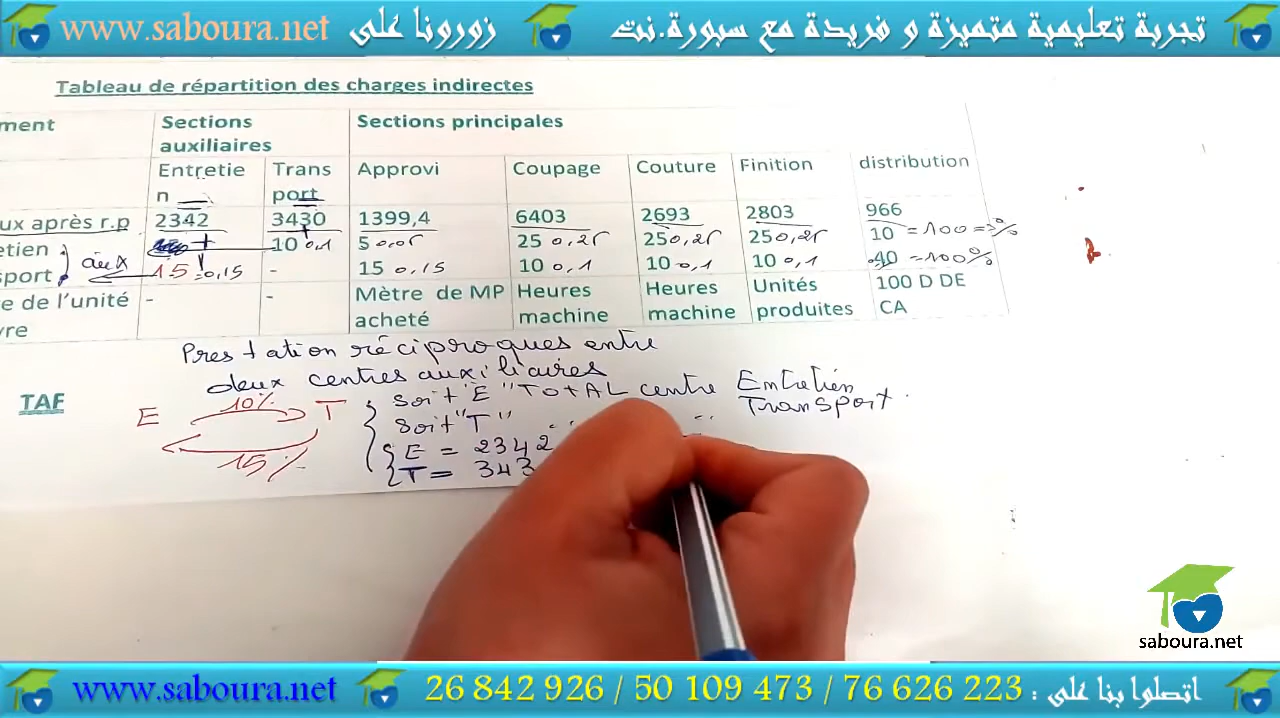 www.saboura.net زورونا على تجربة تعليمية متميزة و فريدة مع سبورة.نت
Tableau de répartition des charges indirectes
ment Sections auxiliaires Sections principales
Entretien Transport Approvi Coupage Couture Finition distribution
ux après r.p 2342 3430 1399,4 6403 2693 2803 966
etien 10 0,1 5 0,05 25 0,25 25 0,25 25 0,25 10 = 100 = %
sport aux 15 0,15 - 15 0,15 10 0,1 10 0,1 10 0,1 40 = 100%
re de l'unité - - Mètre de MP Heures Heures Unités 100 D DE
vre acheté machine machine produites CA
Prestation réciproques entre
deux centres auxiliaires
TAF
E 10% T
15%
soit "E" TOTAL centre Entretien
soit "T" " " " Transport.
E = 2342
T = 343
saboura.net
www.saboura.net 26 842 926 / 50 109 473 / 76 626 223 : اتصلوا بنا على